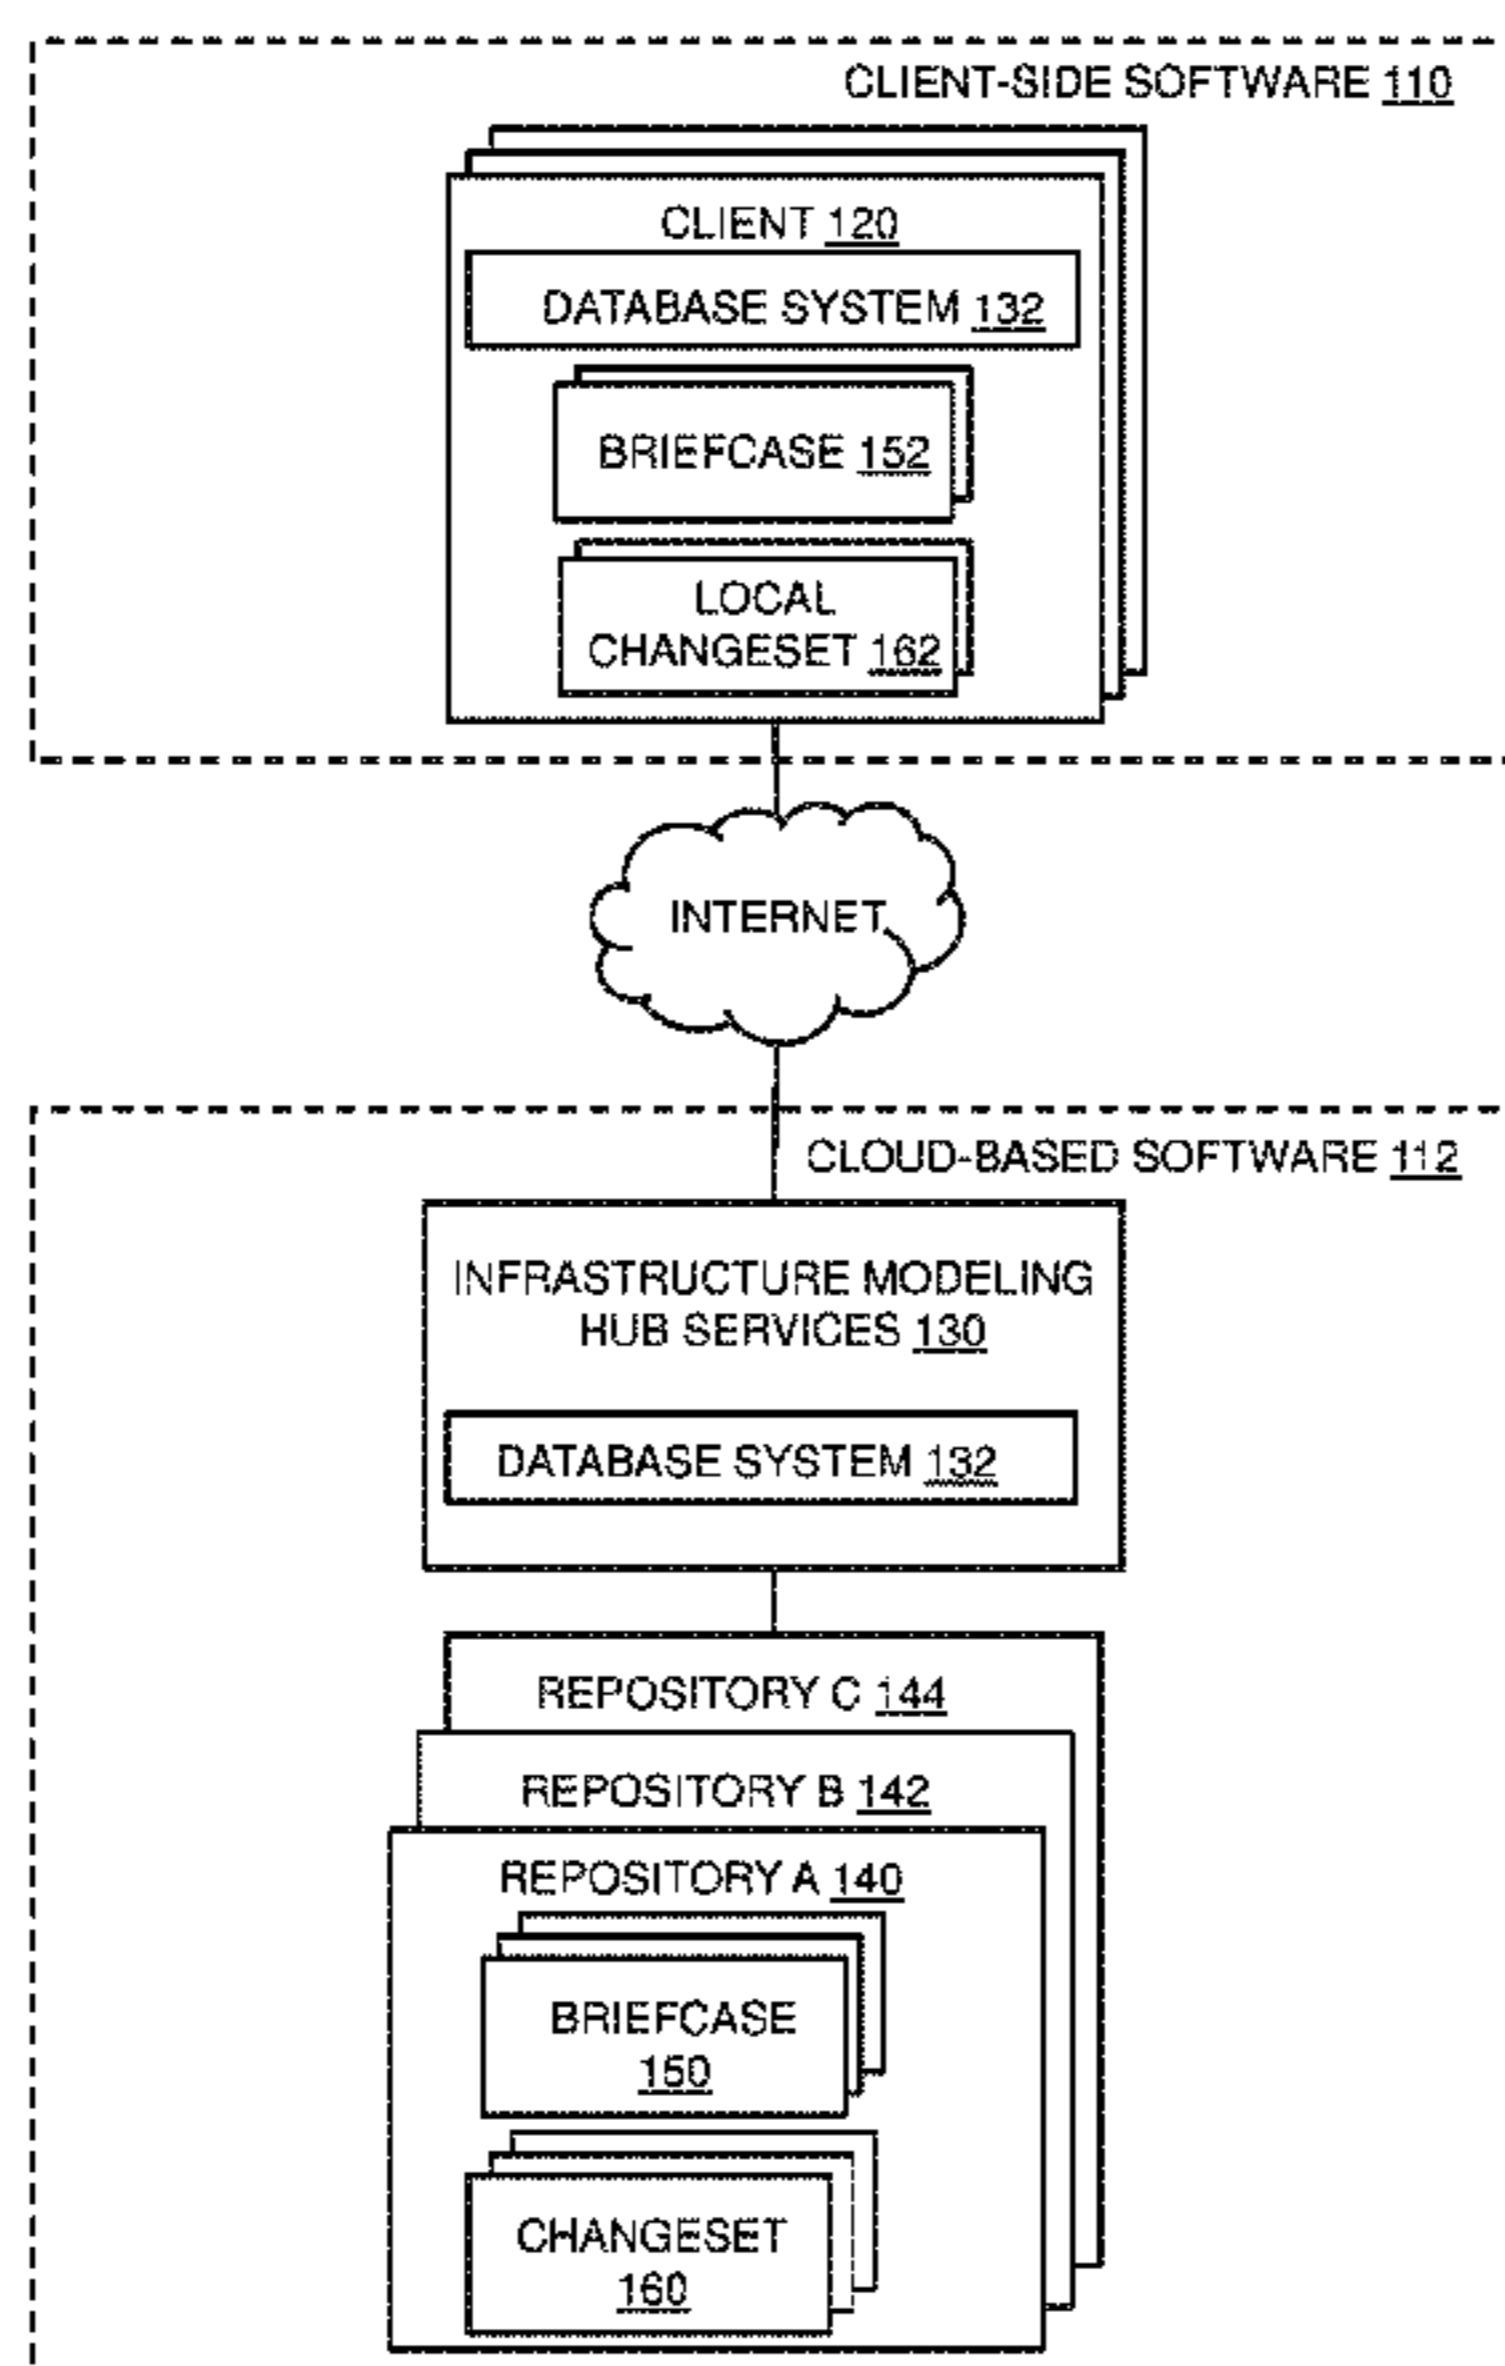 CLIENT-SIDE SOFTWARE 110
CLIENT 120
DATABASE SYSTEM 132
BRIEFCASE 152
LOCAL
CHANGESET 162
INTERNET
CLOUD-BASED SOFTWARE 112
INFRASTRUCTURE MODELING
HUB SERVICES 130
DATABASE SYSTEM 132
REPOSITORY C 144
REPOSITORY B 142
REPOSITORY A 140
BRIEFCASE
150
CHANGESET
160